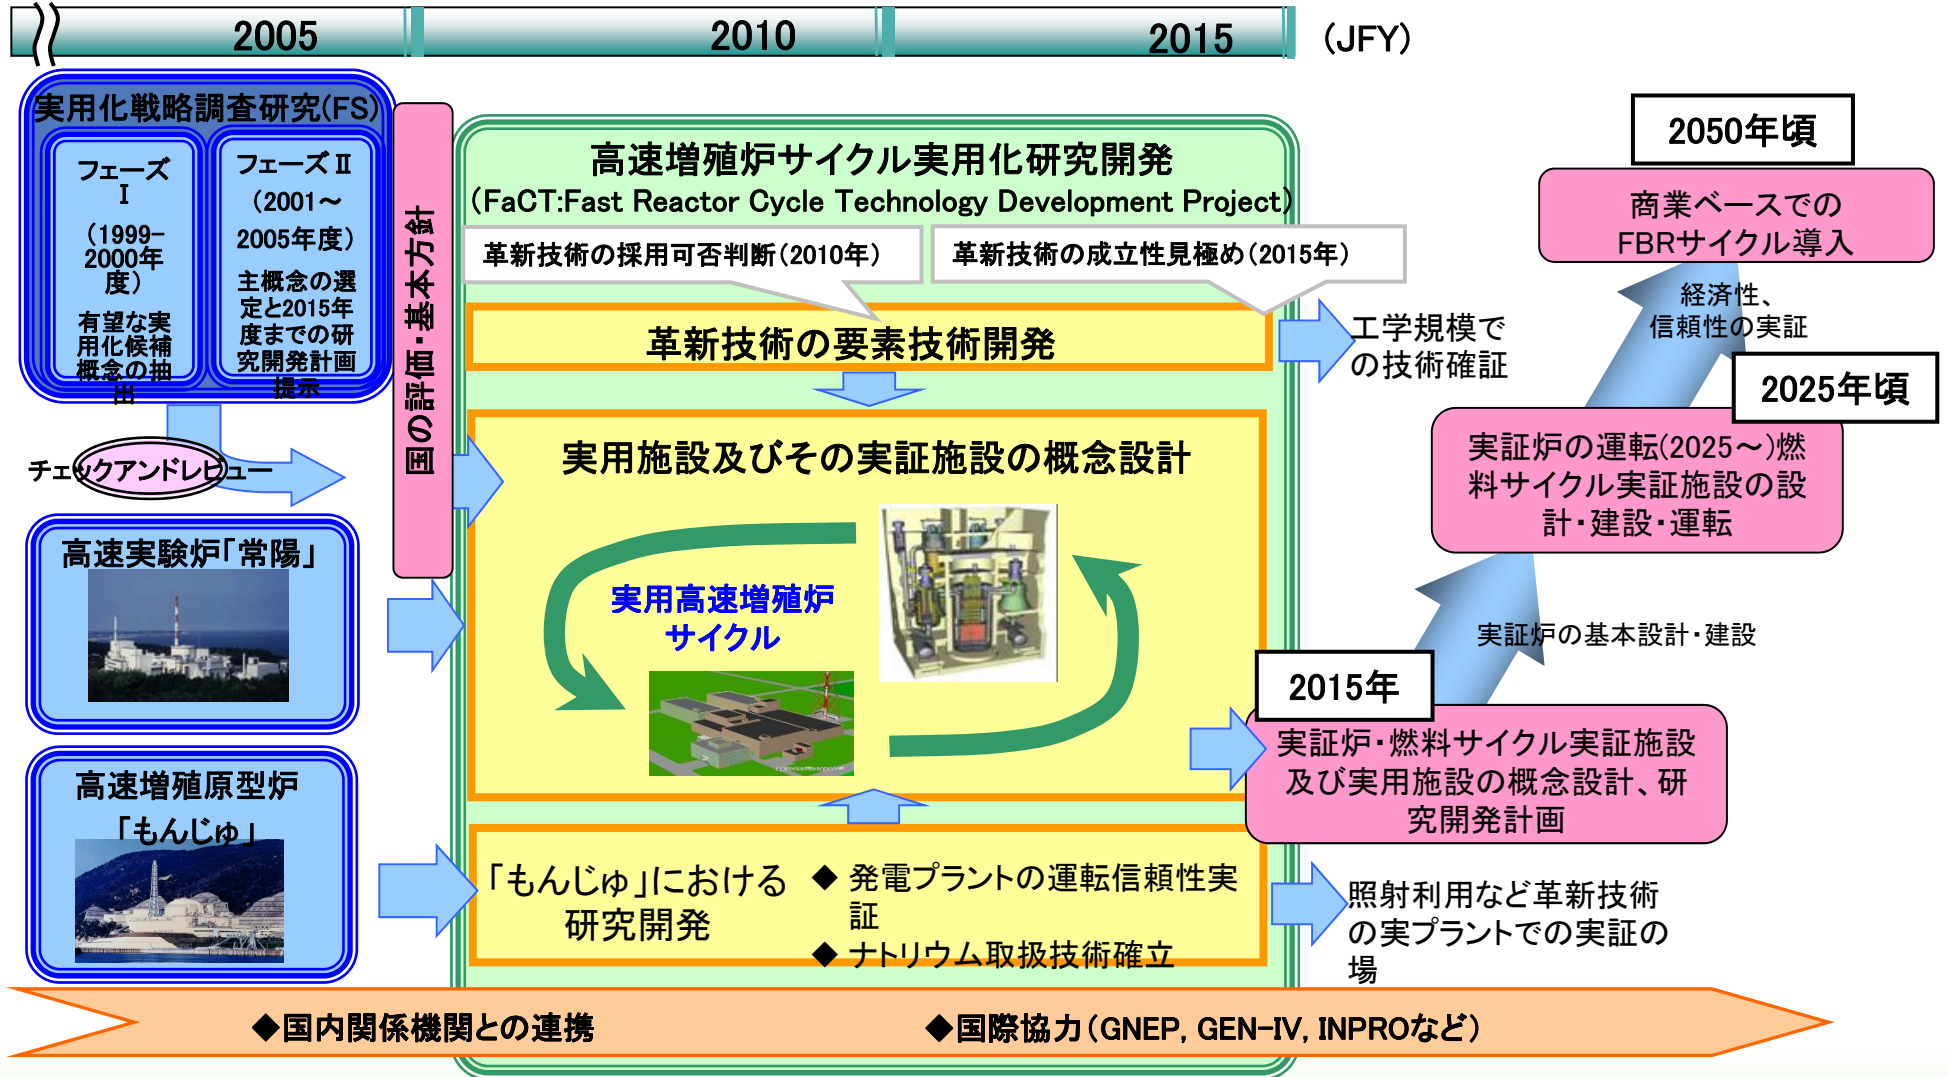 2005
2010
2015
(JFY)
実用化戦略調査研究(FS)
フェーズ
I
（1999-
2000年
度）
有望な実
用化候補
概念の抽
出
フェーズ II
（2001～
2005年度）
主概念の選
定と2015年
度までの研
究開発計画
提示
チェックアンドレビュー
国の評価・基本方針
高速実験炉「常陽」
高速増殖原型炉
「もんじゅ」
高速増殖炉サイクル実用化研究開発
(FaCT:Fast Reactor Cycle Technology Development Project)
革新技術の採用可否判断（2010年）
革新技術の成立性見極め（2015年）
革新技術の要素技術開発
実用施設及びその実証施設の概念設計
実用高速増殖炉
サイクル
「もんじゅ」における
研究開発
◆ 発電プラントの運転信頼性実
証
◆ ナトリウム取扱技術確立
工学規模で
の技術確証
2050年頃
商業ベースでの
FBRサイクル導入
経済性、
信頼性の実証
2025年頃
実証炉の運転(2025～)燃
料サイクル実証施設の設
計・建設・運転
実証炉の基本設計・建設
2015年
実証炉・燃料サイクル実証施設
及び実用施設の概念設計、研
究開発計画
照射利用など革新技術
の実プラントでの実証の
場
◆国内関係機関との連携
◆国際協力（GNEP, GEN-IV, INPROなど）